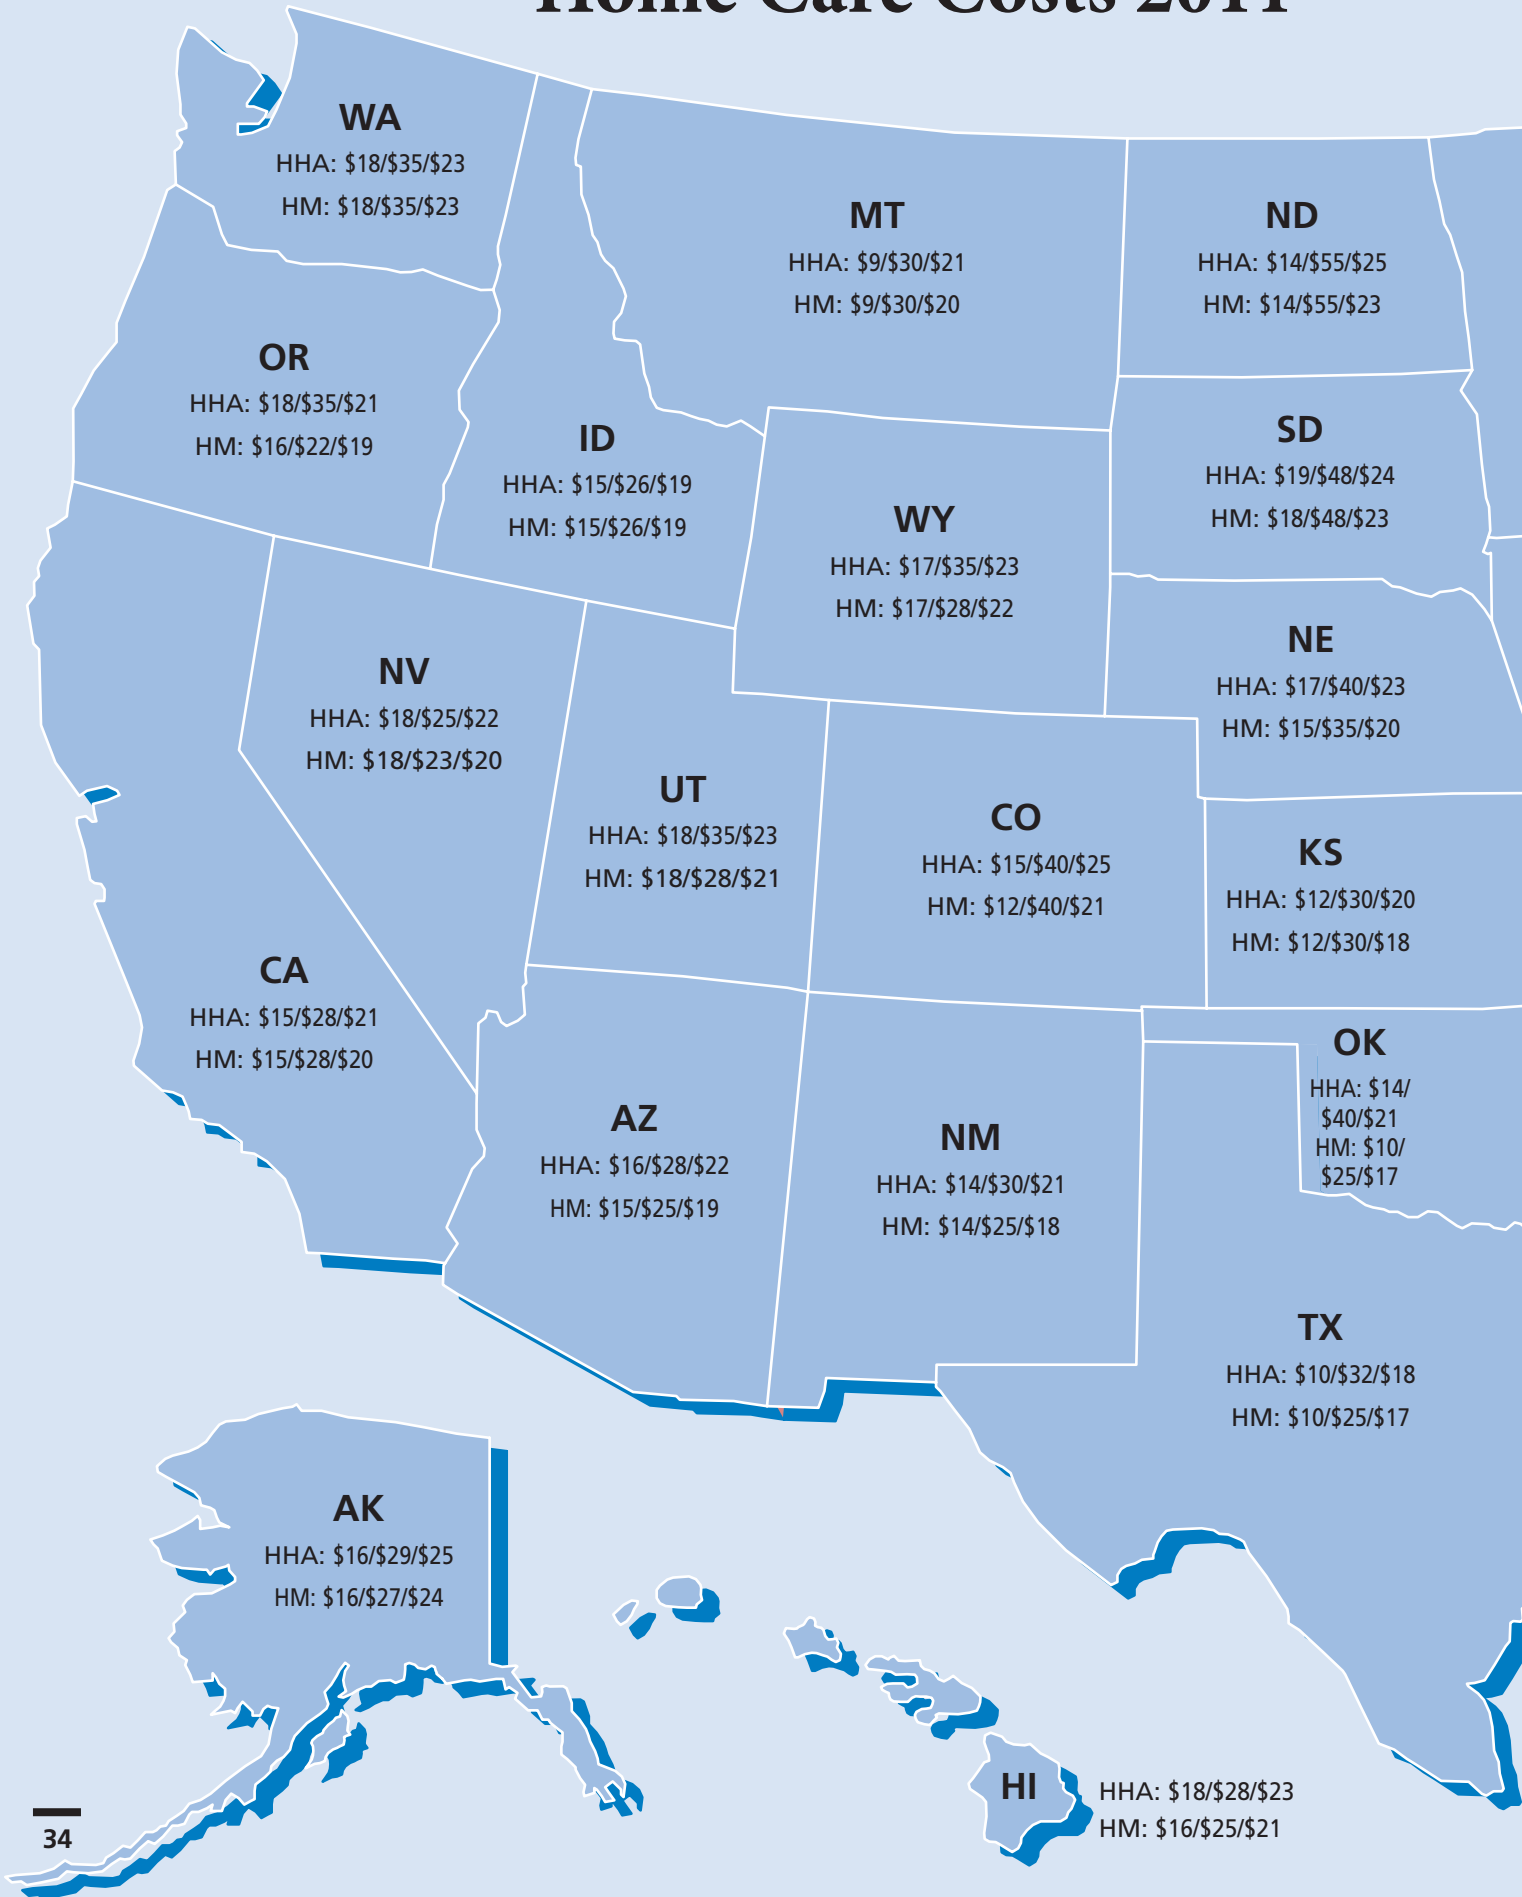 Home Care Costs 2011
WA
HHA: $18/$35/$23
HM: $18/$35/$23
MT
HHA: $9/$30/$21
HM: $9/$30/$20
ND
HHA: $14/$55/$25
HM: $14/$55/$23
OR
HHA: $18/$35/$21
HM: $16/$22/$19
ID
HHA: $15/$26/$19
HM: $15/$26/$19
SD
HHA: $19/$48/$24
HM: $18/$48/$23
WY
HHA: $17/$35/$23
HM: $17/$28/$22
NE
HHA: $17/$40/$23
HM: $15/$35/$20
NV
HHA: $18/$25/$22
HM: $18/$23/$20
UT
HHA: $18/$35/$23
HM: $18/$28/$21
CO
HHA: $15/$40/$25
HM: $12/$40/$21
KS
HHA: $12/$30/$20
HM: $12/$30/$18
CA
HHA: $15/$28/$21
HM: $15/$28/$20
OK
HHA: $14/
$40/$21
HM: $10/
$25/$17
AZ
HHA: $16/$28/$22
HM: $15/$25/$19
NM
HHA: $14/$30/$21
HM: $14/$25/$18
TX
HHA: $10/$32/$18
HM: $10/$25/$17
AK
HHA: $16/$29/$25
HM: $16/$27/$24
HI
HHA: $18/$28/$23
HM: $16/$25/$21
34